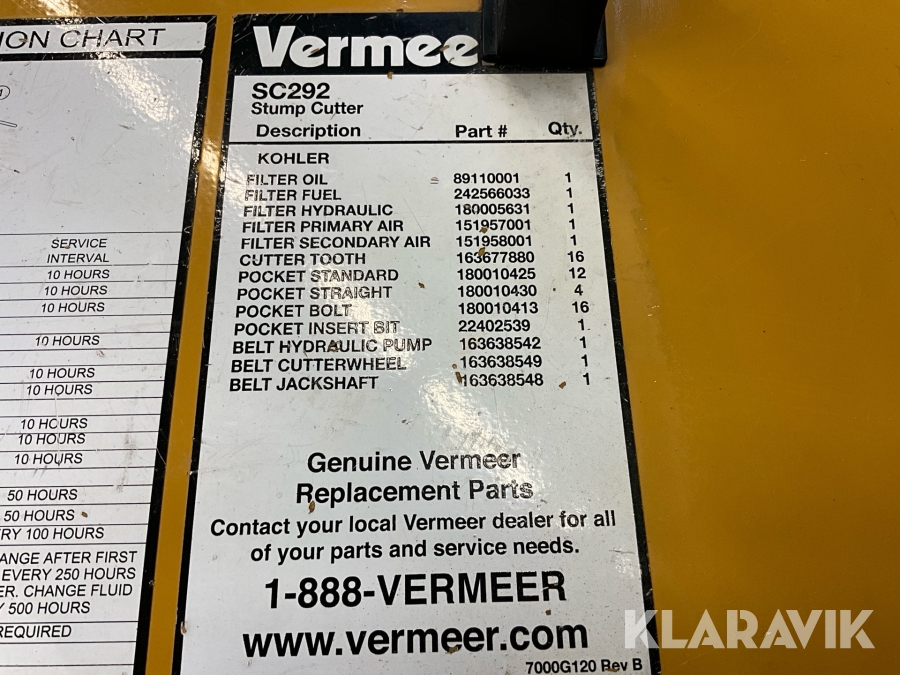 ION CHART
SERVICE
INTERVAL
10 HOURS
10 HOURS
10 HOURS
10 HOURS
10 HOURS
10 HOURS
10 HOURS
10 HOURS
10 HOURS
50 HOURS
50 HOURS
RY 100 HOURS
ANGE AFTER FIRST
EVERY 250 HOURS
ER. CHANGE FLUID
Y 500 HOURS
REQUIRED
Vermee
SC292
Stump Cutter
Description Part # Qty.
KOHLER
FILTER OIL 89110001 1
FILTER FUEL 242566033 1
FILTER HYDRAULIC 180005631 1
FILTER PRIMARY AIR 151957001 1
FILTER SECONDARY AIR 151958001 1
CUTTER TOOTH 163677880 16
POCKET STANDARD 180010425 12
POCKET STRAIGHT 180010430 4
POCKET BOLT 180010413 16
POCKET INSERT BIT 22402539 1
BELT HYDRAULIC PUMP 163638542 1
BELT CUTTERWHEEL 163638549 1
BELT JACKSHAFT 163638548 1
Genuine Vermeer
Replacement Parts
Contact your local Vermeer dealer for all
of your parts and service needs.
1-888-VERMEER
www.vermeer.com
7000G120 Rev B
KLARAVIK